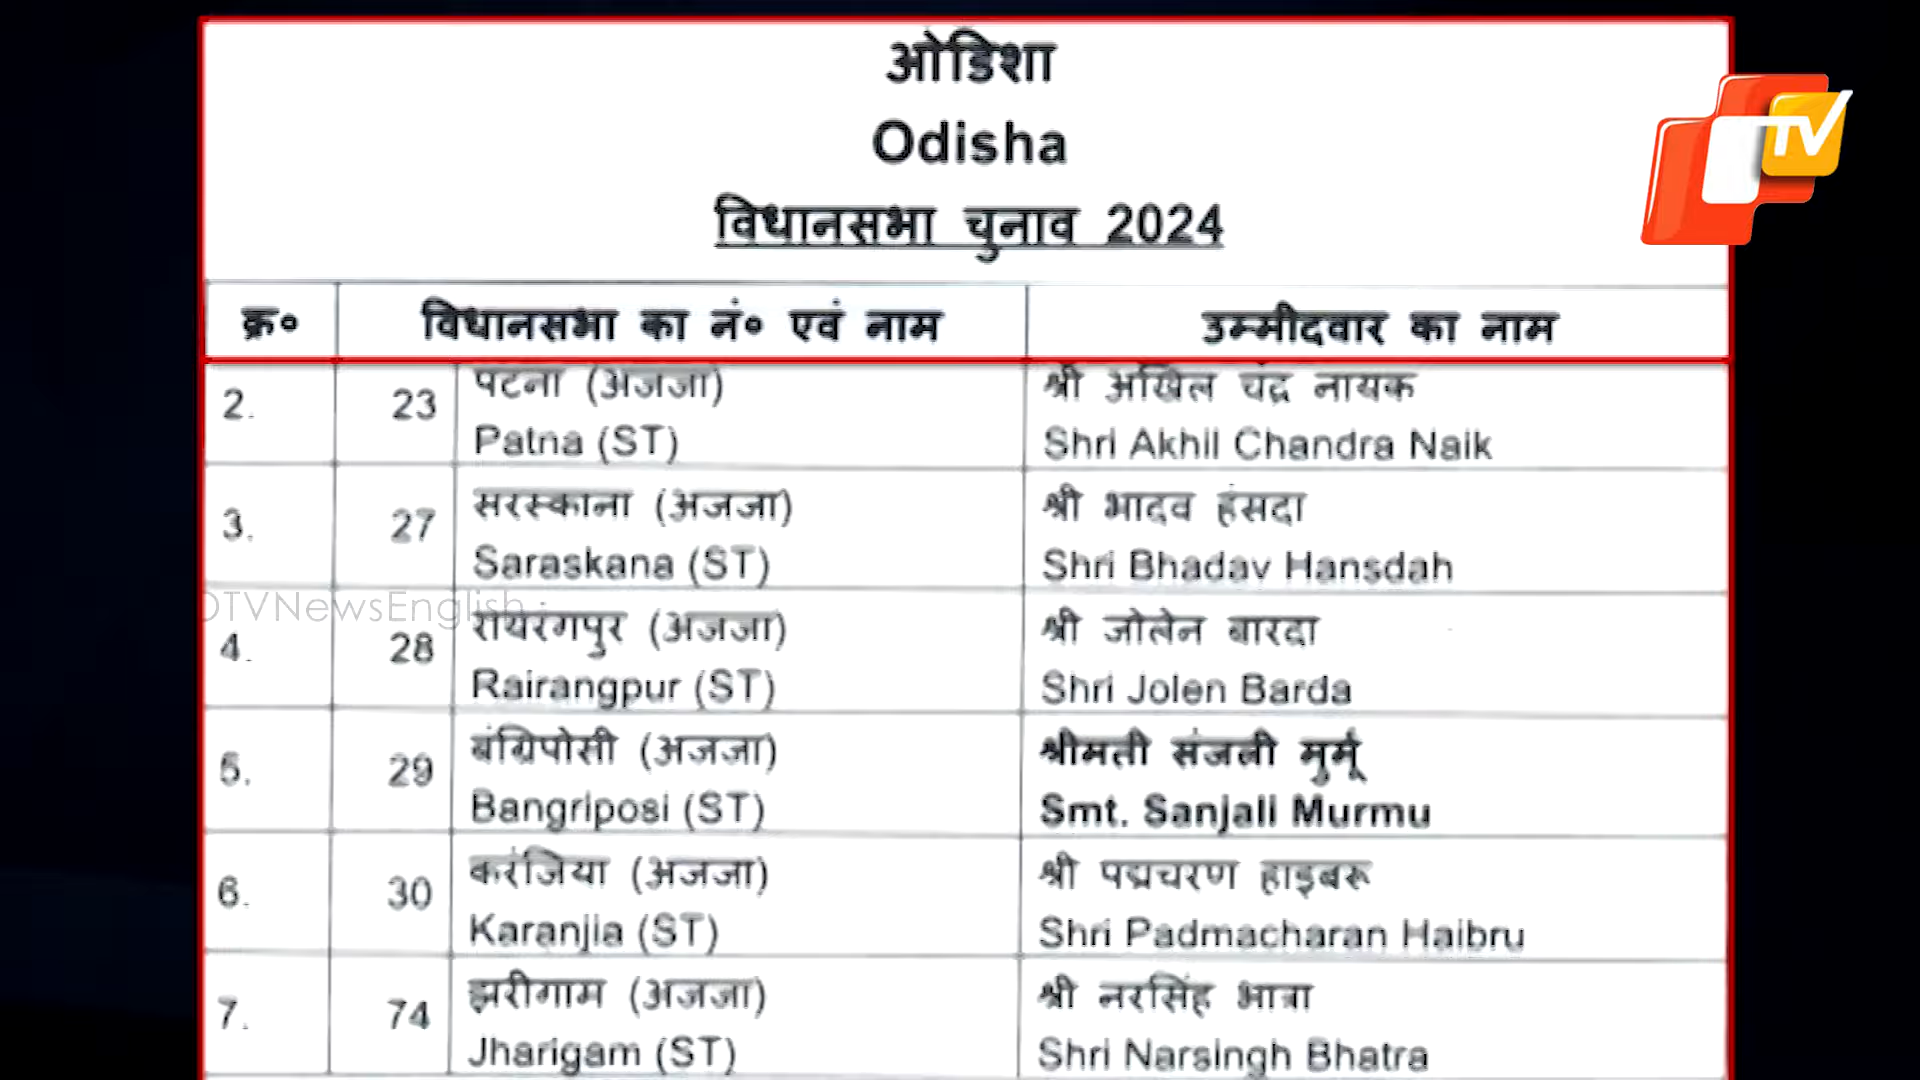 ओडिशा
Odisha
विधानसभा चुनाव 2024
TV
क्र० विधानसभा का नं० एवं नाम उम्मीदवार का नाम
2. 23 पटना (अजजा) श्री अखिल चंद्र नायक
Patna (ST) Shri Akhil Chandra Naik
3. 27 सरस्काना (अजजा) श्री भादव हंसदा
Saraskana (ST) Shri Bhadav Hansdah
OTVNewsEnglish
4. 28 रायरंगपुर (अजजा) श्री जोलेन बारदा
Rairangpur (ST) Shri Jolen Barda
5. 29 बंग्रिपोसी (अजजा) श्रीमती संजली मुर्मू
Bangriposi (ST) Smt. Sanjali Murmu
6. 30 करंजिया (अजजा) श्री पद्मचरण हाइबरू
Karanjia (ST) Shri Padmacharan Haibru
7. 74 झरीगाम (अजजा) श्री नरसिंह भात्रा
Jharigam (ST) Shri Narsingh Bhatra